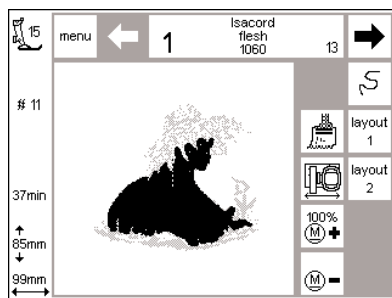 15
menu
1
Isacord
flesh
1060
13
# 11
layout
1
layout
2
37min
85mm
99mm
100%
M +
M -